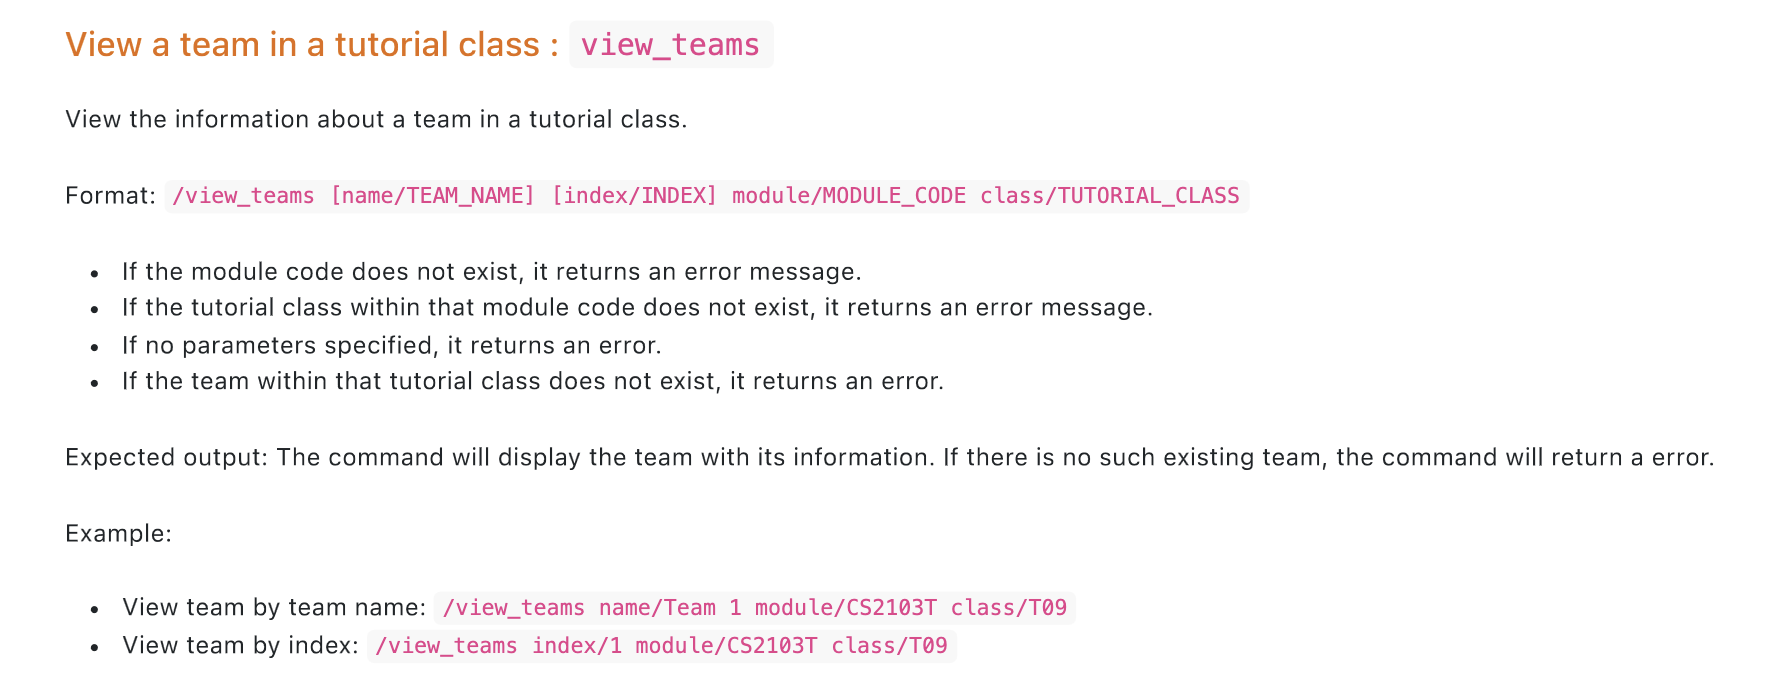 View a team in a tutorial class : view_teams
View the information about a team in a tutorial class.
Format: /view_teams [name/TEAM_NAME] [index/INDEX] module/MODULE_CODE class/TUTORIAL_CLASS
• If the module code does not exist, it returns an error message.
• If the tutorial class within that module code does not exist, it returns an error message.
• If no parameters specified, it returns an error.
• If the team within that tutorial class does not exist, it returns an error.
Expected output: The command will display the team with its information. If there is no such existing team, the command will return a error.
Example:
• View team by team name: /view_teams name/Team 1 module/CS2103T class/T09
• View team by index: /view_teams index/1 module/CS2103T class/T09